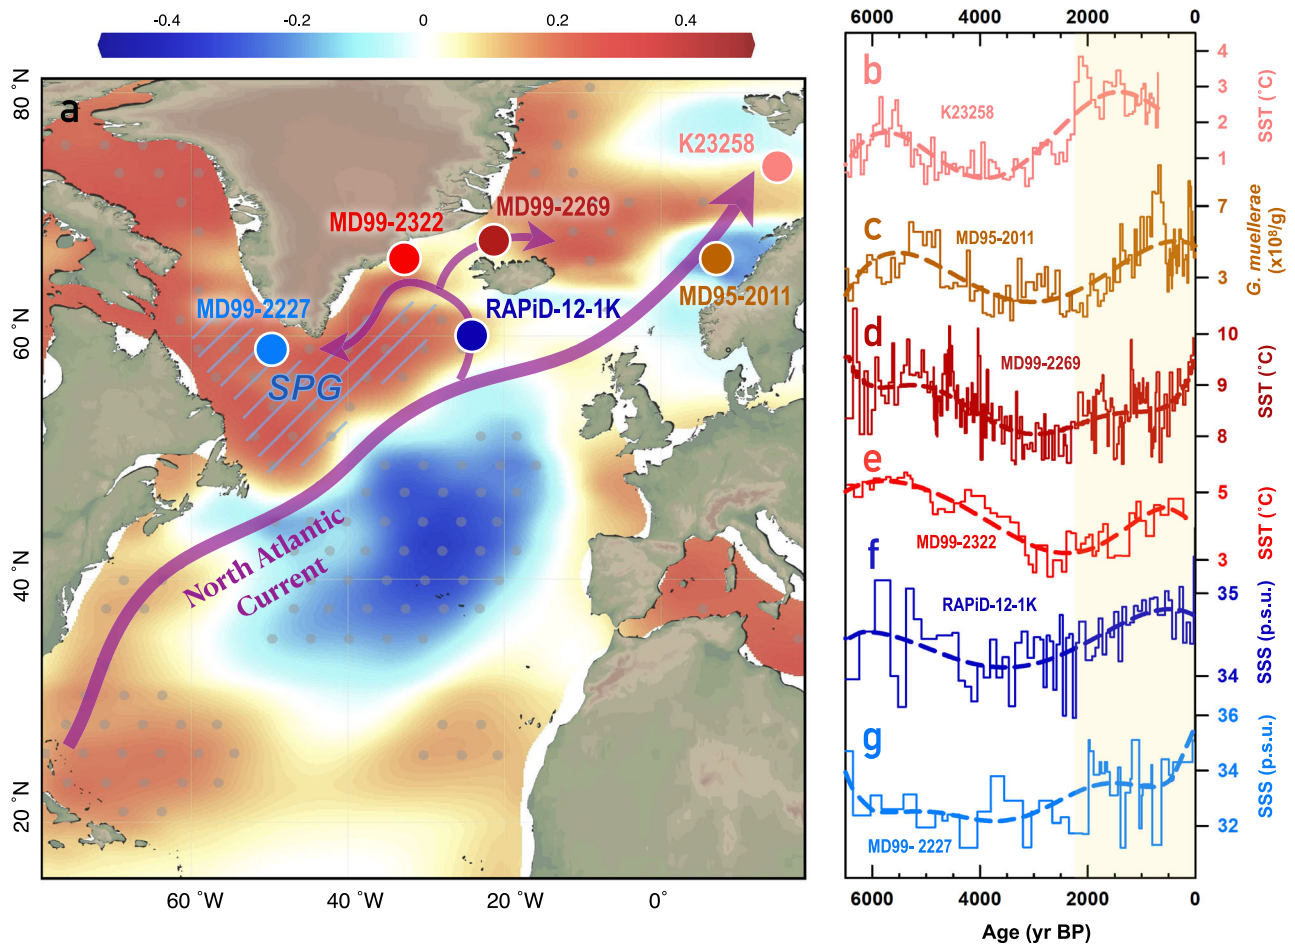 -0.4 -0.2 0 0.2 0.4
a
80 °N
60 °N
40 °N
20 °N
60 °W 40 °W 20 °W 0°
K23258
MD99-2269
MD99-2322
MD95-2011
MD99-2227
RAPiD-12-1K
SPG
North Atlantic
Current
6000 4000 2000 0
b
K23258
4
3
2
1
SST (°C)
c
MD95-2011
7
3
G. muellerae
(x10⁸/g)
d
MD99-2269
10
9
8
SST (°C)
e
MD99-2322
5
3
SST (°C)
f
RAPiD-12-1K
35
34
SSS (p.s.u.)
g
MD99- 2227
36
34
32
SSS (p.s.u.)
6000 4000 2000 0
Age (yr BP)